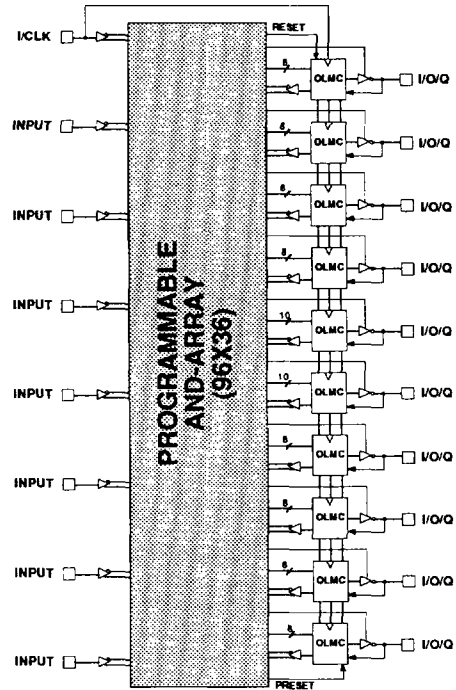 RESET
I/CLK
8
OLMC
I/O/Q
INPUT
8
OLMC
I/O/Q
INPUT
8
OLMC
I/O/Q
8
OLMC
I/O/Q
INPUT
10
OLMC
I/O/Q
PROGRAMMABLE
AND-ARRAY
(96X36)
INPUT
10
OLMC
I/O/Q
8
OLMC
I/O/Q
INPUT
8
OLMC
I/O/Q
INPUT
8
OLMC
I/O/Q
INPUT
8
OLMC
I/O/Q
PRESET